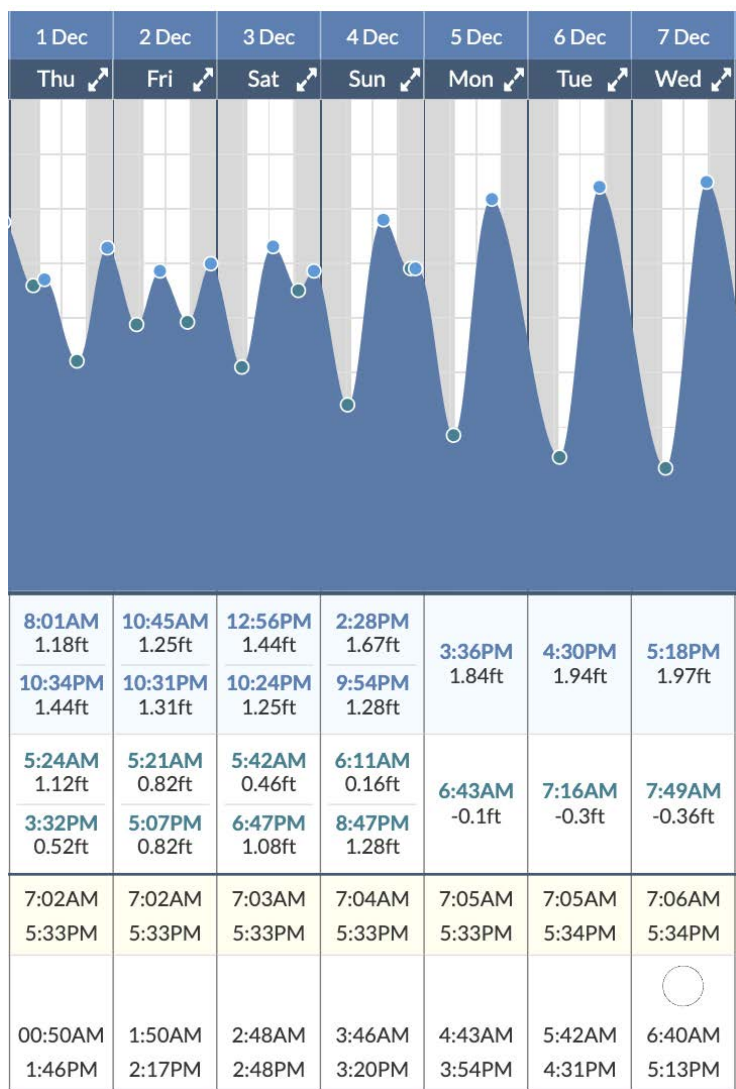 1 Dec 2 Dec 3 Dec 4 Dec 5 Dec 6 Dec 7 Dec
Thu Fri Sat Sun Mon Tue Wed
8:01AM 10:45AM 12:56PM 2:28PM
1.18ft 1.25ft 1.44ft 1.67ft
3:36PM 4:30PM 5:18PM
1.84ft 1.94ft 1.97ft
10:34PM 10:31PM 10:24PM 9:54PM
1.44ft 1.31ft 1.25ft 1.28ft
5:24AM 5:21AM 5:42AM 6:11AM
1.12ft 0.82ft 0.46ft 0.16ft
6:43AM 7:16AM 7:49AM
-0.1ft -0.3ft -0.36ft
3:32PM 5:07PM 6:47PM 8:47PM
0.52ft 0.82ft 1.08ft 1.28ft
7:02AM 7:02AM 7:03AM 7:04AM 7:05AM 7:05AM 7:06AM
5:33PM 5:33PM 5:33PM 5:33PM 5:33PM 5:34PM 5:34PM
00:50AM 1:50AM 2:48AM 3:46AM 4:43AM 5:42AM 6:40AM
1:46PM 2:17PM 2:48PM 3:20PM 3:54PM 4:31PM 5:13PM